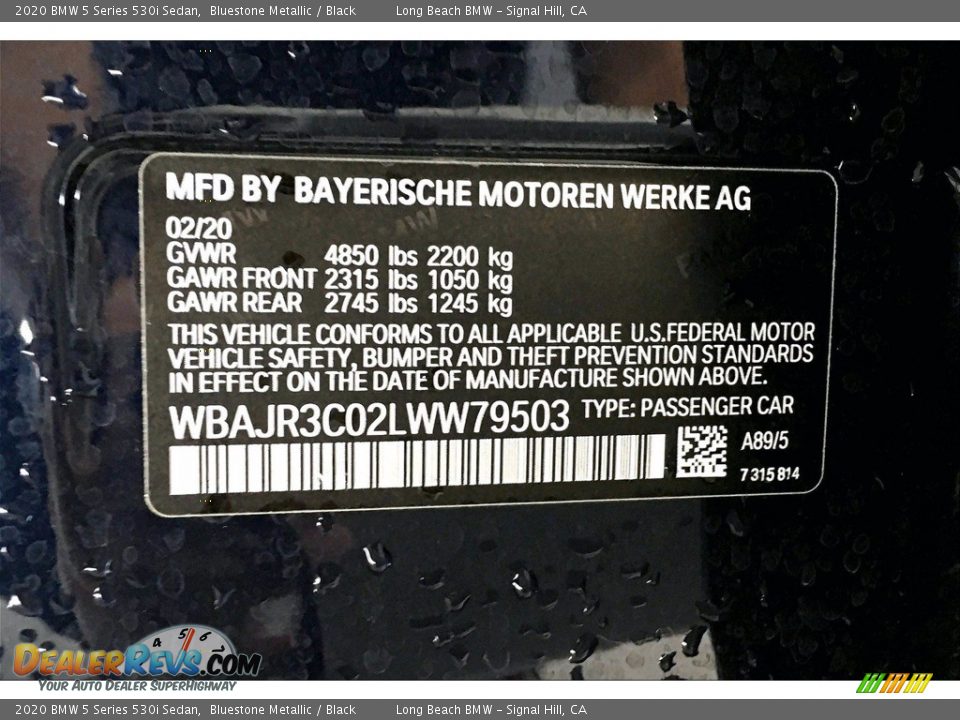 2020 BMW 5 Series 530i Sedan, Bluestone Metallic / Black Long Beach BMW - Signal Hill, CA
MFD BY BAYERISCHE MOTOREN WERKE AG
02/20
GVWR 4850 lbs 2200 kg
GAWR FRONT 2315 lbs 1050 kg
GAWR REAR 2745 lbs 1245 kg
THIS VEHICLE CONFORMS TO ALL APPLICABLE U.S.FEDERAL MOTOR
VEHICLE SAFETY, BUMPER AND THEFT PREVENTION STANDARDS
IN EFFECT ON THE DATE OF MANUFACTURE SHOWN ABOVE.
WBAJR3C02LWW79503 TYPE: PASSENGER CAR
A89/5
7 315 814
4 5 6
DEALERREVS.COM
YOUR AUTO DEALER SUPERHIGHWAY
2020 BMW 5 Series 530i Sedan, Bluestone Metallic / Black Long Beach BMW - Signal Hill, CA